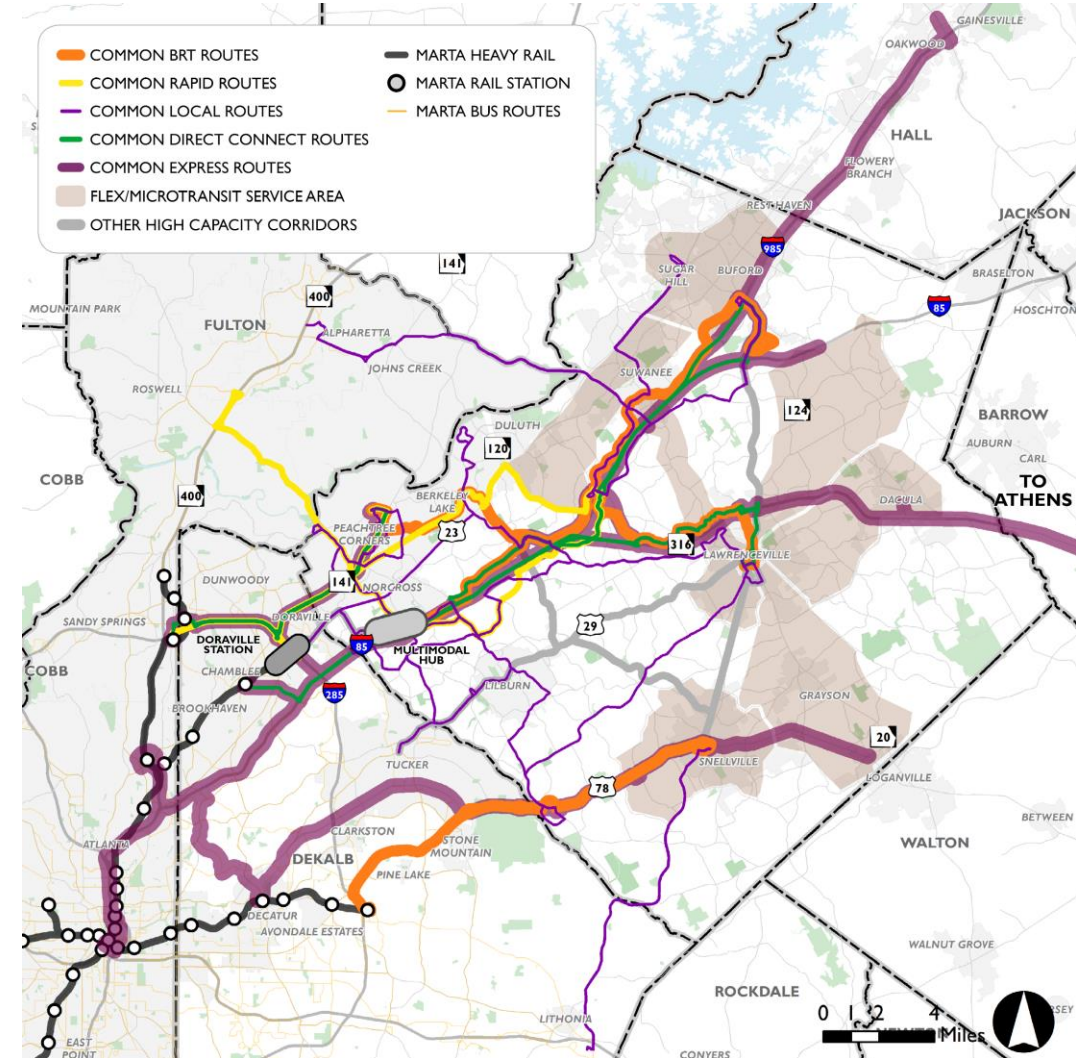 COMMON BRT ROUTES
COMMON RAPID ROUTES
COMMON LOCAL ROUTES
COMMON DIRECT CONNECT ROUTES
COMMON EXPRESS ROUTES
FLEX/MICROTRANSIT SERVICE AREA
OTHER HIGH CAPACITY CORRIDORS
MARTA HEAVY RAIL
MARTA RAIL STATION
MARTA BUS ROUTES
GAINESVILLE
OAKWOOD
HALL
FLOWERY
BRANCH
REST HAVEN
JACKSON
985
141
SUGAR
HILL
BUFORD
BRASELTON
400
85
HOSCHTON
MOUNTAIN PARK
FULTON
ALPHARETTA
JOHNS CREEK
SUWANEE
ROSWELL
124
BARROW
DULUTH
120
AUBURN
CARL
COBB
TO
ATHENS
400
BERKELEY
LAKE
DACULA
PEACHTREE
CORNERS
23
316
LAWRENCEVILLE
DUNWOODY
141
NORCROSS
SANDY SPRINGS
DORAVILLE
29
DORAVILLE
STATION
85
MULTIMODAL
HUB
COBB
CHAMBLEE
285
LILBURN
GRAYSON
BROOKHAVEN
20
TUCKER
SNELLVILLE
LOGANVILLE
78
BETWEEN
CLARKSTON
STONE
MOUNTAIN
WALTON
ATLANTA
DEKALB
PINE LAKE
DECATUR
AVONDALE ESTATES
WALNUT GROVE
ROCKDALE
0 1 2 4
Miles
LITHONIA
EAST
POINT
CONYERS